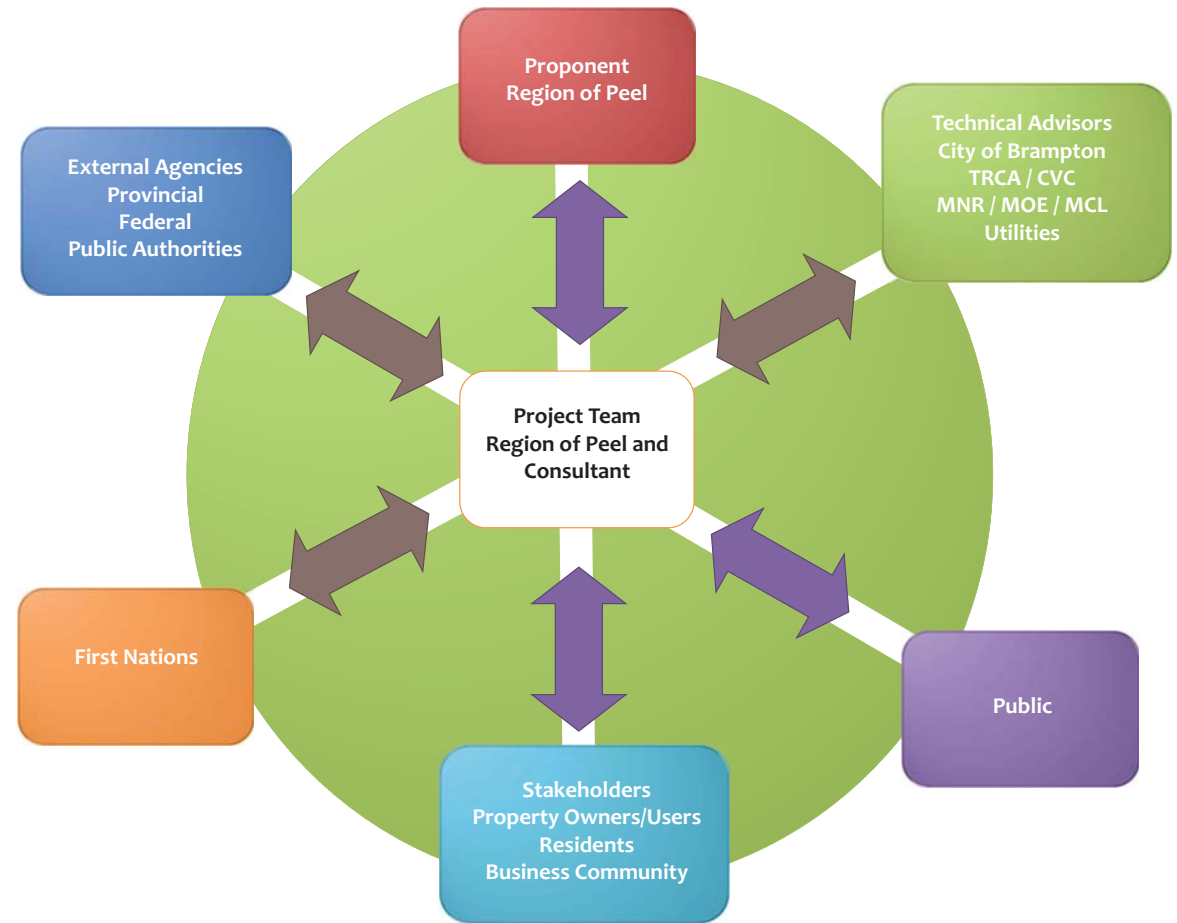 Proponent
Region of Peel
Technical Advisors
City of Brampton
TRCA / CVC
MNR / MOE / MCL
Utilities
External Agencies
Provincial
Federal
Public Authorities
Project Team
Region of Peel and
Consultant
First Nations
Public
Stakeholders
Property Owners/Users
Residents
Business Community